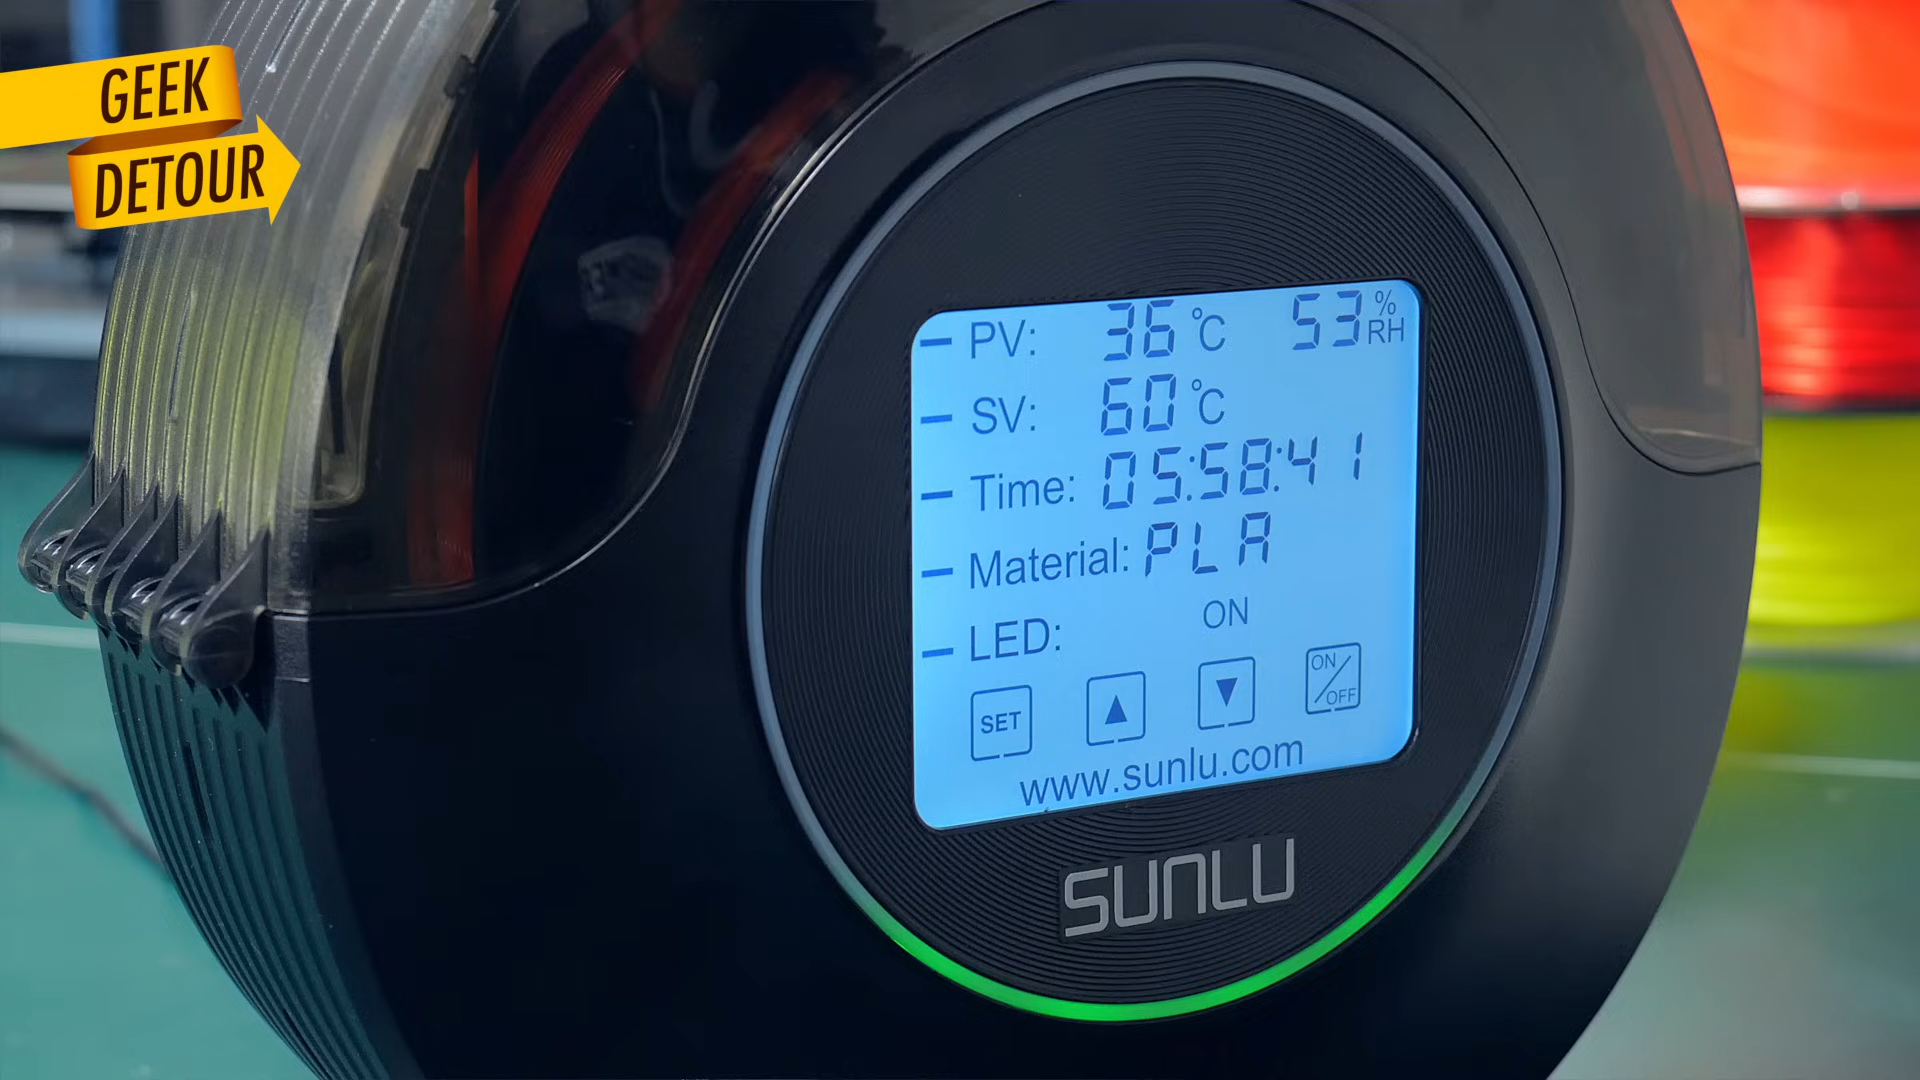 GEEK
DETOUR
PV: 36 °C 53 % RH
SV: 60 °C
Time: 05:58:41
Material: PLA
LED: ON
SET ▲ ▼ ON/OFF
www.sunlu.com
SUNLU